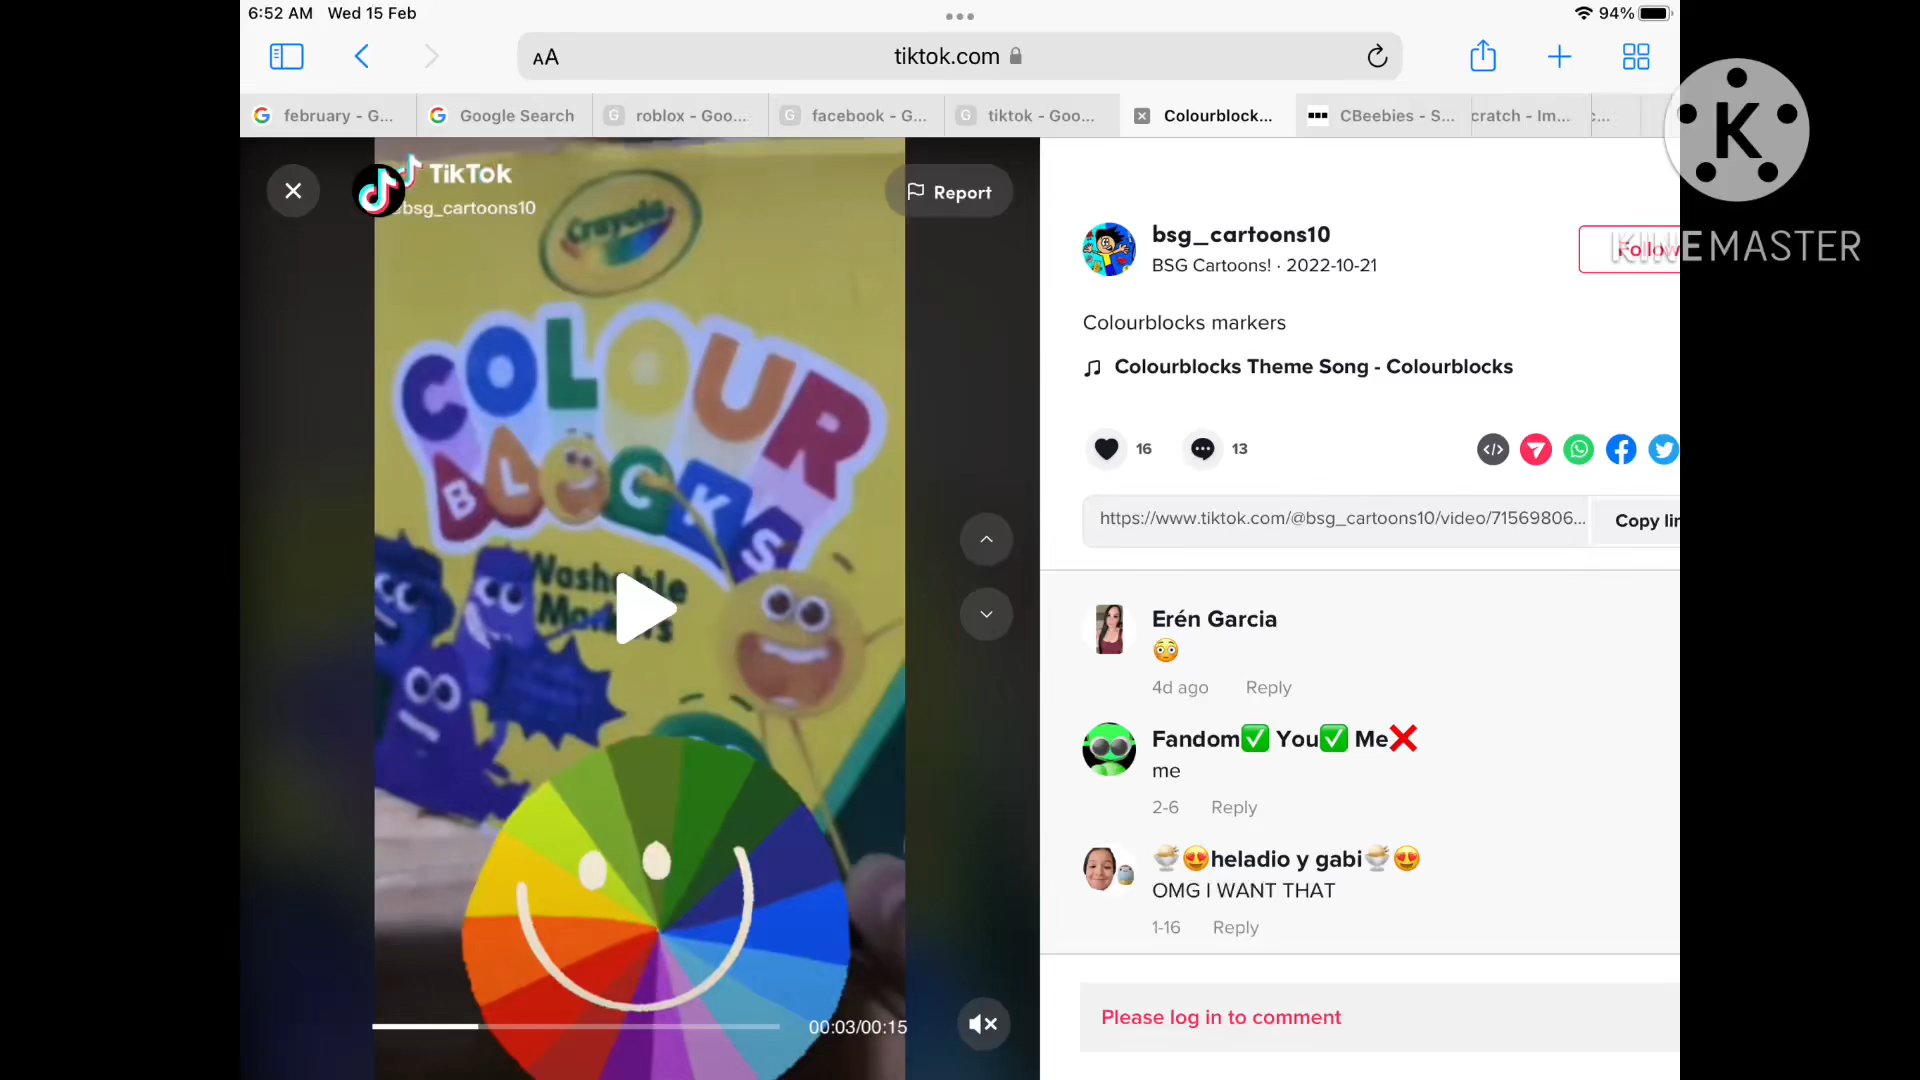 6:52 AM Wed 15 Feb
94%
AA
tiktok.com
february - G...
Google Search
roblox - Goo...
facebook - G...
tiktok - Goo...
Colourblock...
CBeebies - S...
cratch - Im...
:...
K
KINEMASTER
TikTok
@bsg_cartoons10
Report
Crayola
COLOUR
BLOCKS
Washable
Markers
00:03/00:15
bsg_cartoons10
BSG Cartoons! · 2022-10-21
Follow
Colourblocks markers
Colourblocks Theme Song - Colourblocks
16
13
https://www.tiktok.com/@bsg_cartoons10/video/71569806...
Copy lin
Erén Garcia
😳
4d ago Reply
Fandom✅ You✅ Me❌
me
2-6 Reply
🍜😍heladio y gabi🍜😍
OMG I WANT THAT
1-16 Reply
Please log in to comment